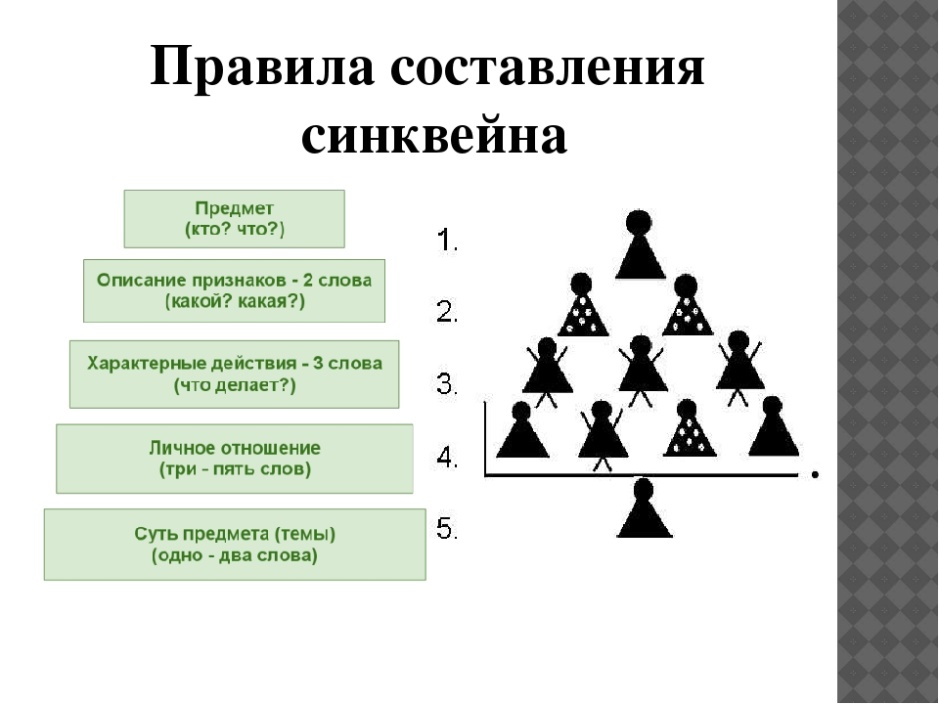 Правила составления
синквейна
Предмет
(кто? что?)
Описание признаков - 2 слова
(какой? какая?)
Характерные действия - 3 слова
(что делает?)
Личное отношение
(три - пять слов)
Суть предмета (темы)
(одно - два слова)
1.
2.
3.
4.
5.